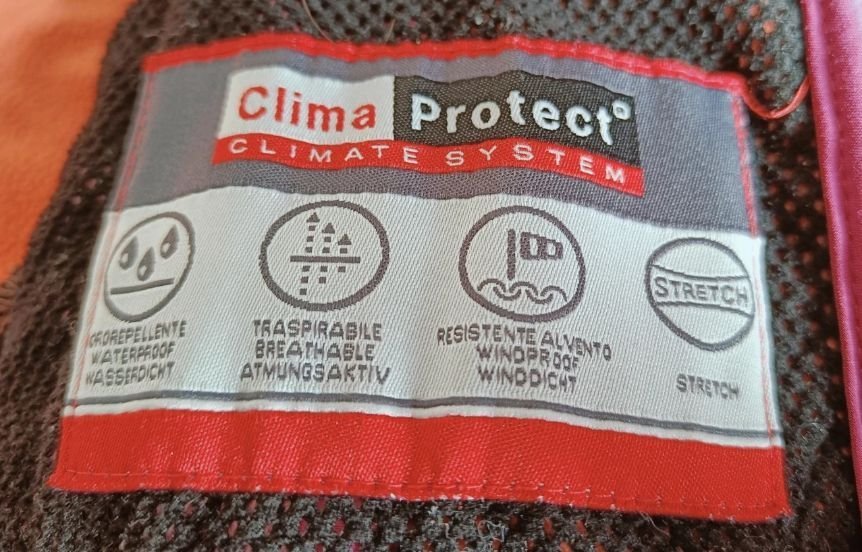 Clima Protect°
CLIMATE SYSTEM
STRETCH
IDROREPELLENTE
WATERPROOF
WASSERDICHT
TRASPIRABILE
BREATHABLE
ATMUNGSAKTIV
RESISTENTE AL VENTO
WINDPROOF
WINDDICHT
STRETCH